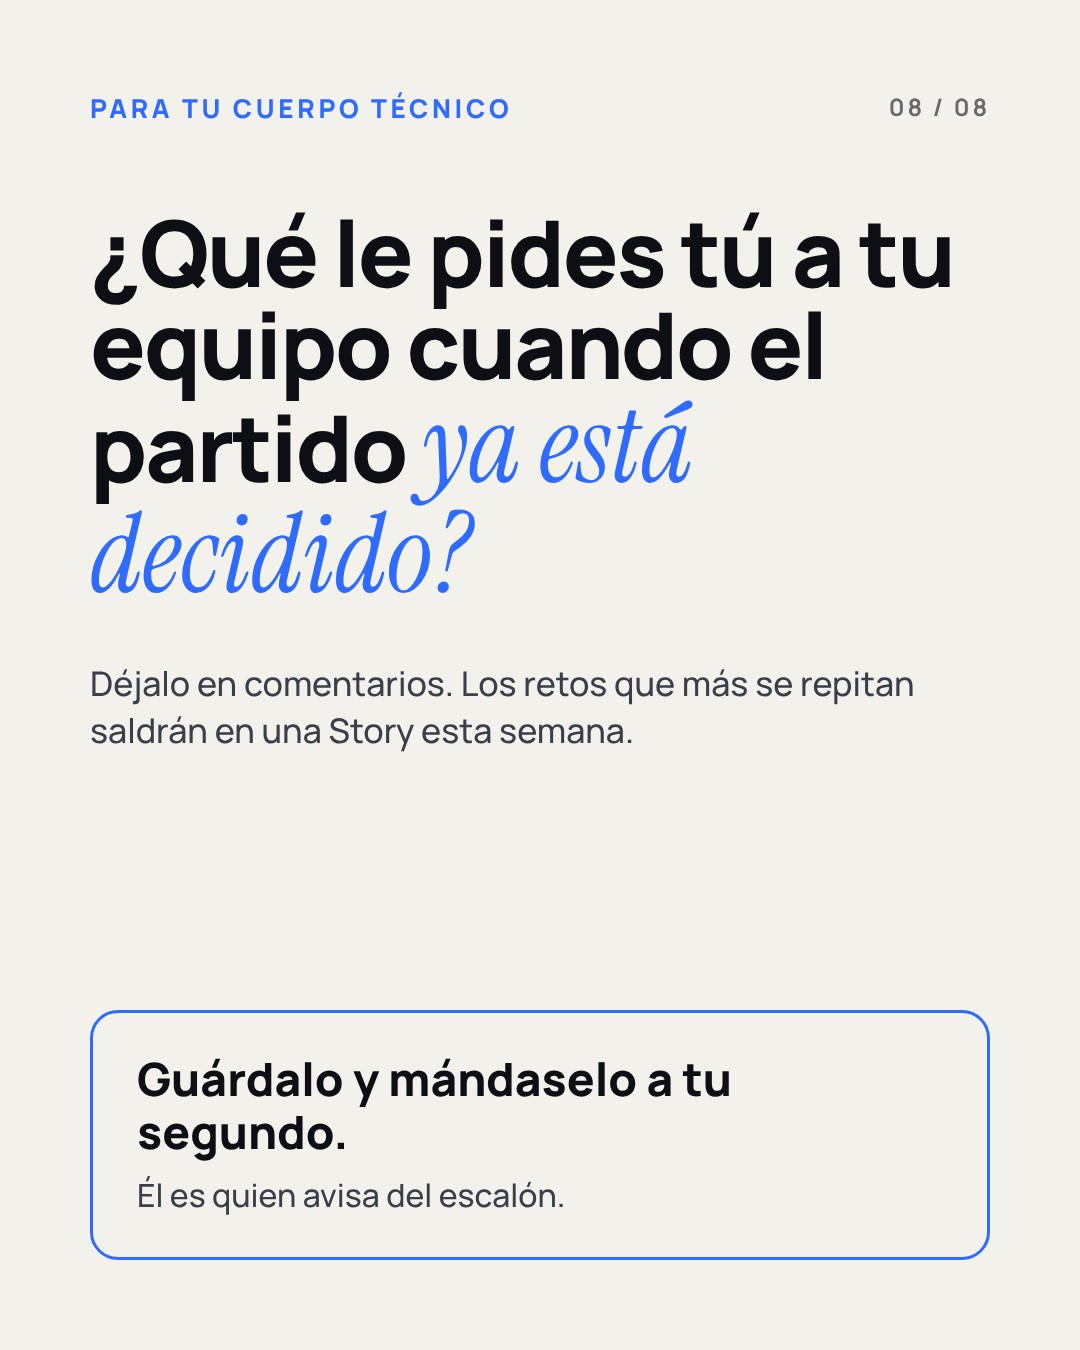 PARA TU CUERPO TÉCNICO
08 / 08
¿Qué le pides tú a tu
equipo cuando el
partido ya está
decidido?
Déjalo en comentarios. Los retos que más se repitan
saldrán en una Story esta semana.
Guárdalo y mándaselo a tu
segundo.
Él es quien avisa del escalón.